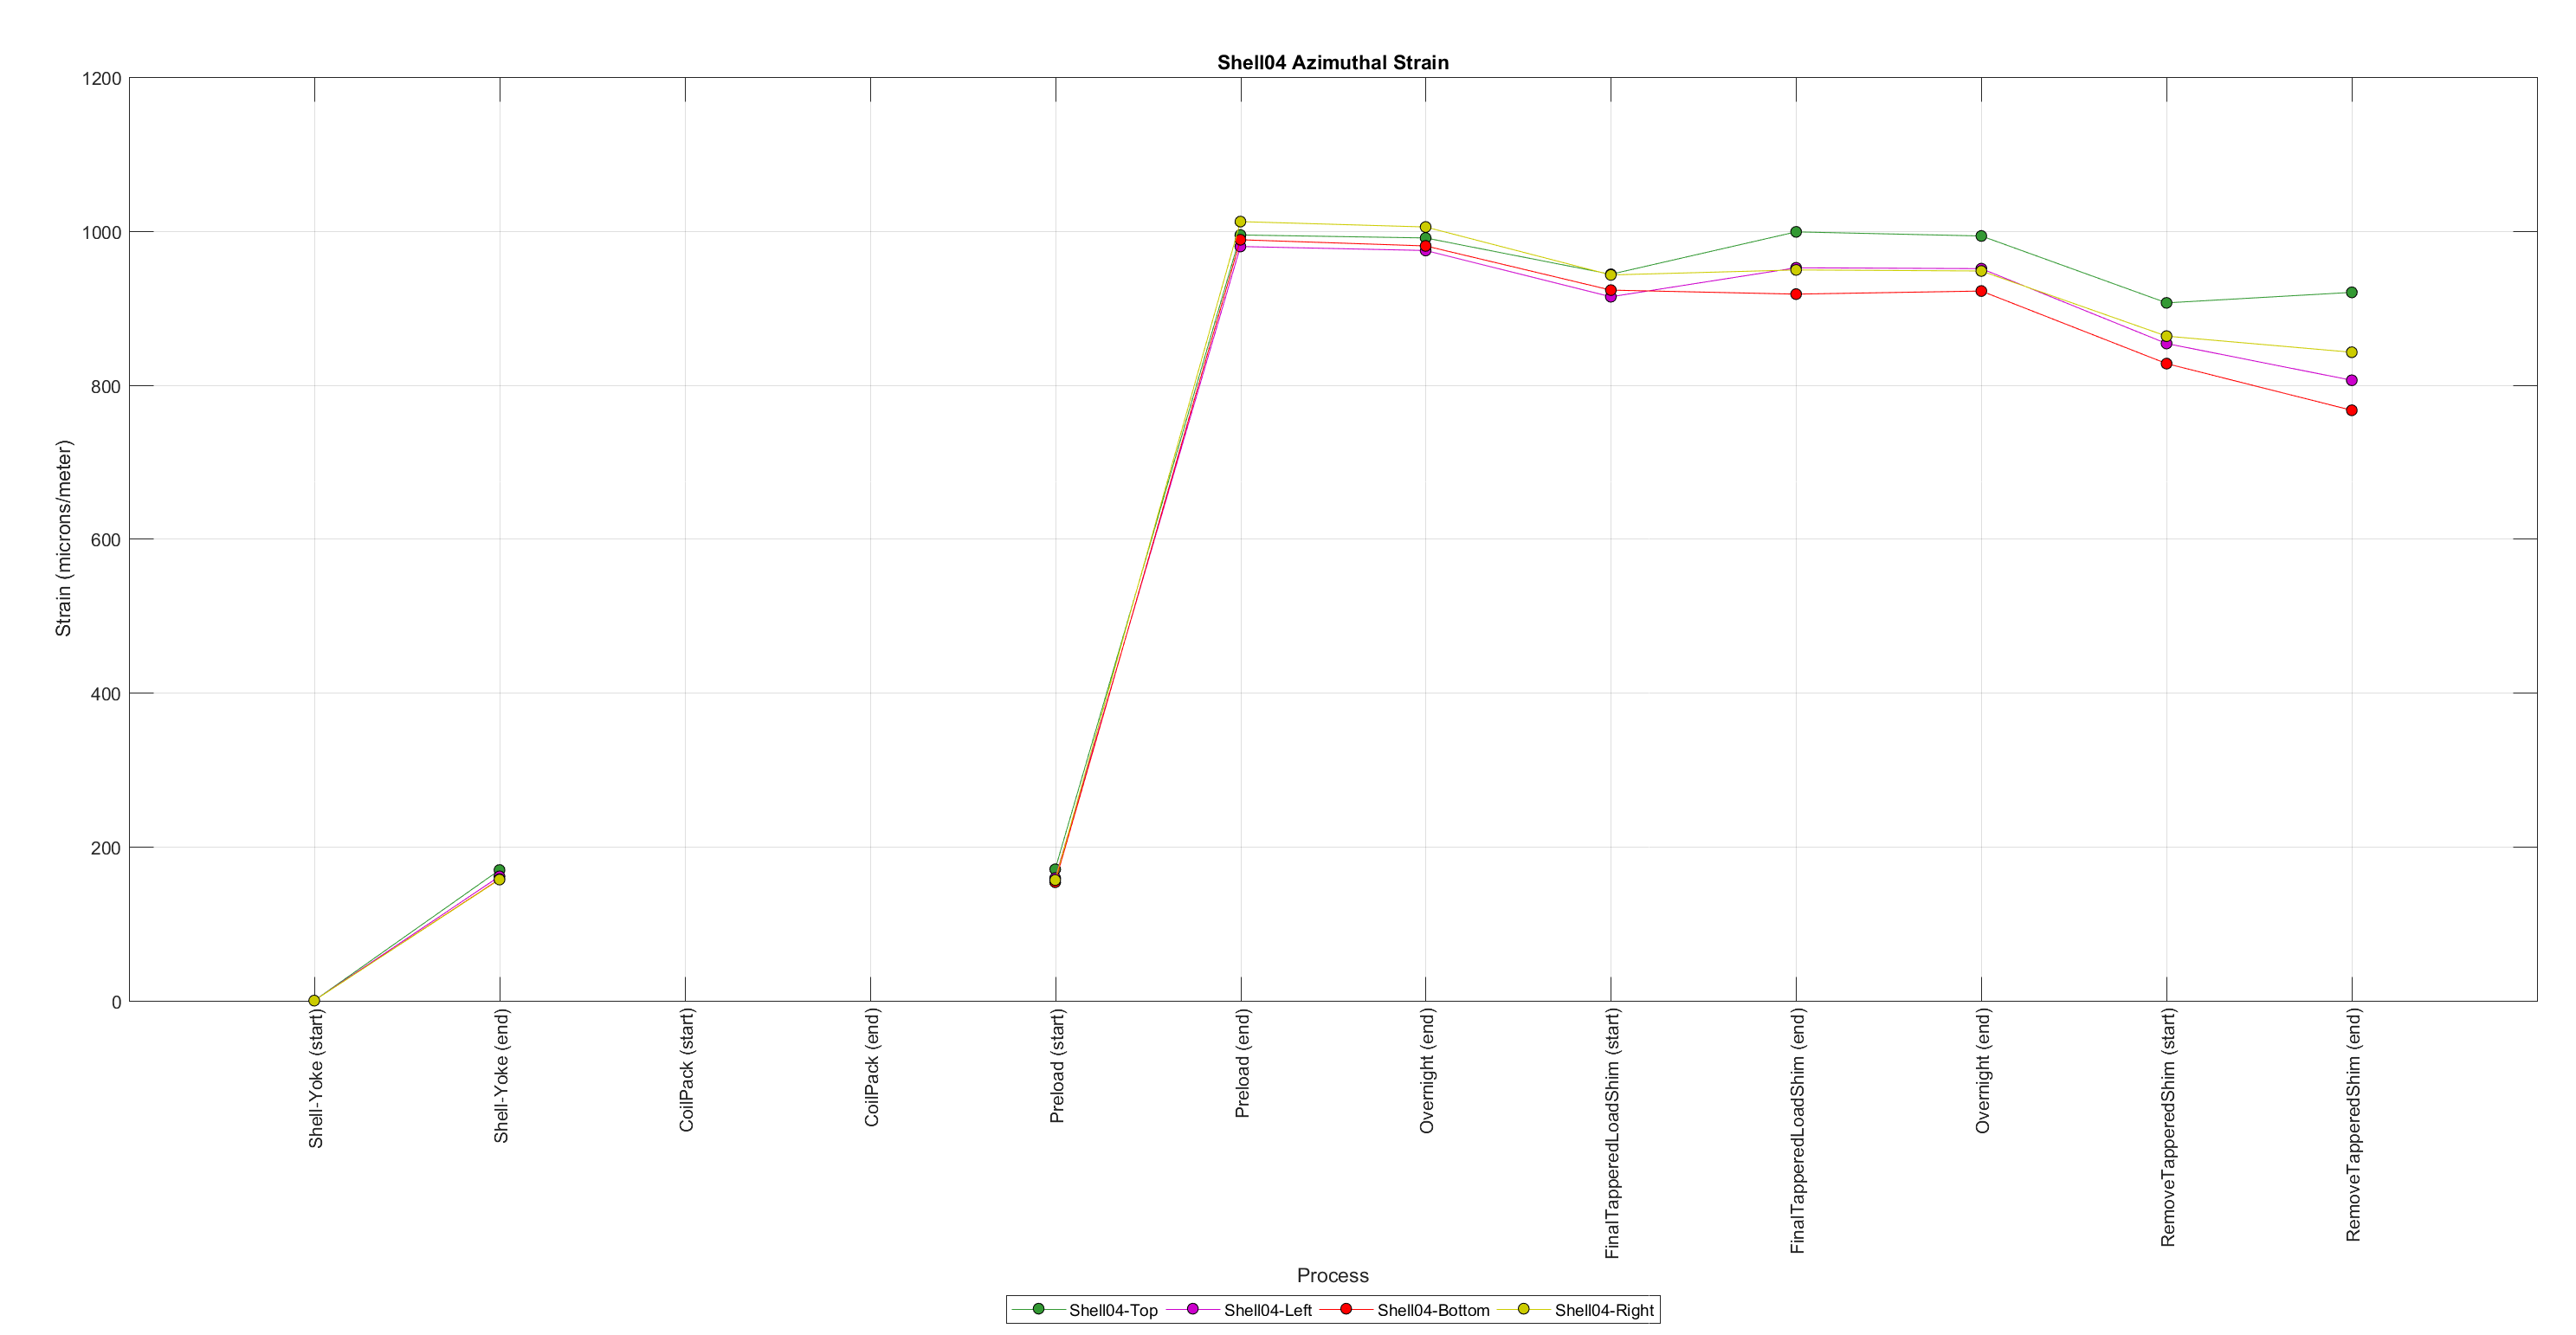 Shell04 Azimuthal Strain
1200
1000
800
600
400
200
0
Strain (microns/meter)
Shell-Yoke (start)
Shell-Yoke (end)
CoilPack (start)
CoilPack (end)
Preload (start)
Preload (end)
Overnight (end)
FinalTapperedLoadShim (start)
FinalTapperedLoadShim (end)
Overnight (end)
RemoveTapperedShim (start)
RemoveTapperedShim (end)
Process
Shell04-Top Shell04-Left Shell04-Bottom Shell04-Right